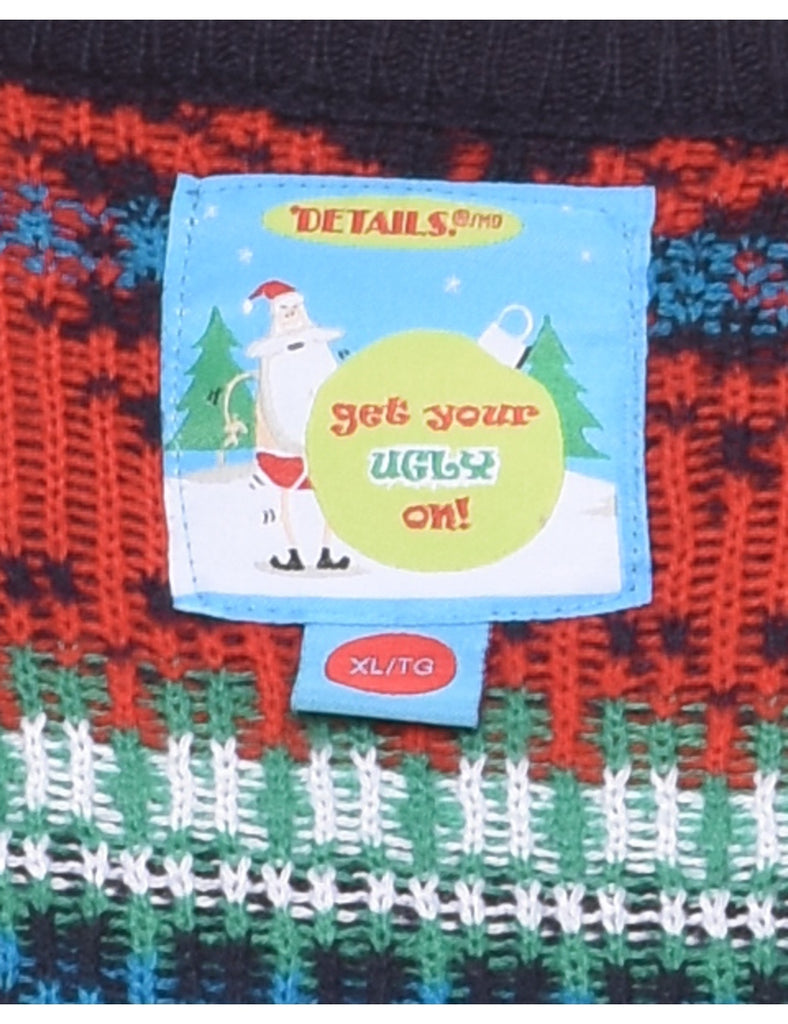 DETAILS.®/MD
get your
UGLY
on!
XL/TG